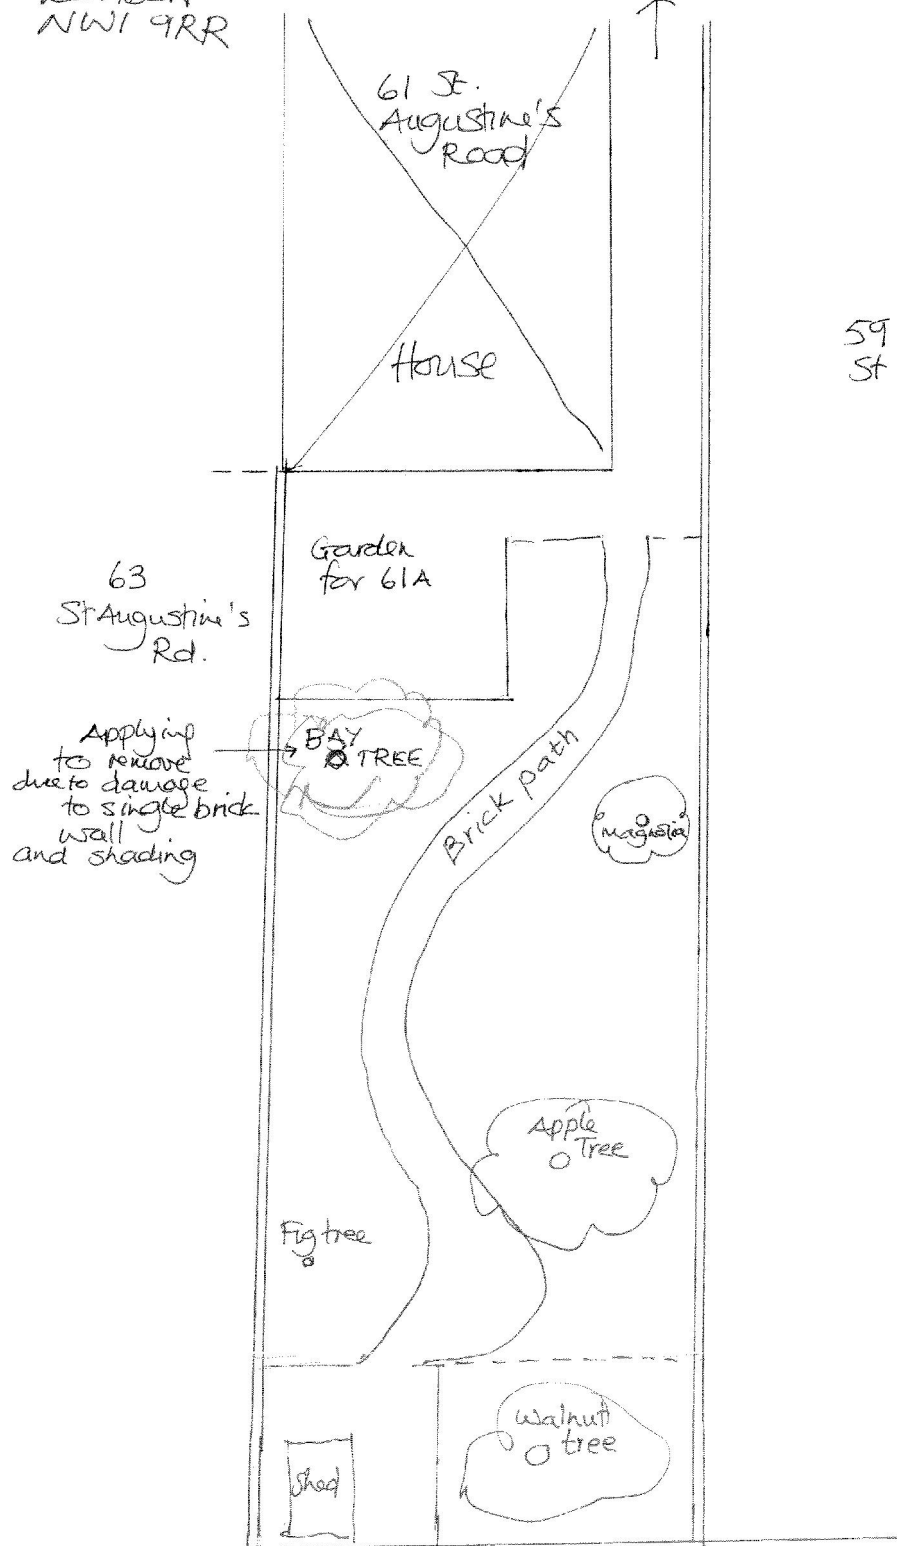 NW1 9RR
61 St.
Augustine's
Road
House
59
St
Garden
for 61A
63
St Augustine's
Rd.
Applying
to remove
due to damage
to single brick
wall
and shading
BAY
TREE
Brick path
Magnolia
Apple
Tree
Fig tree
Walnut
tree
Shed